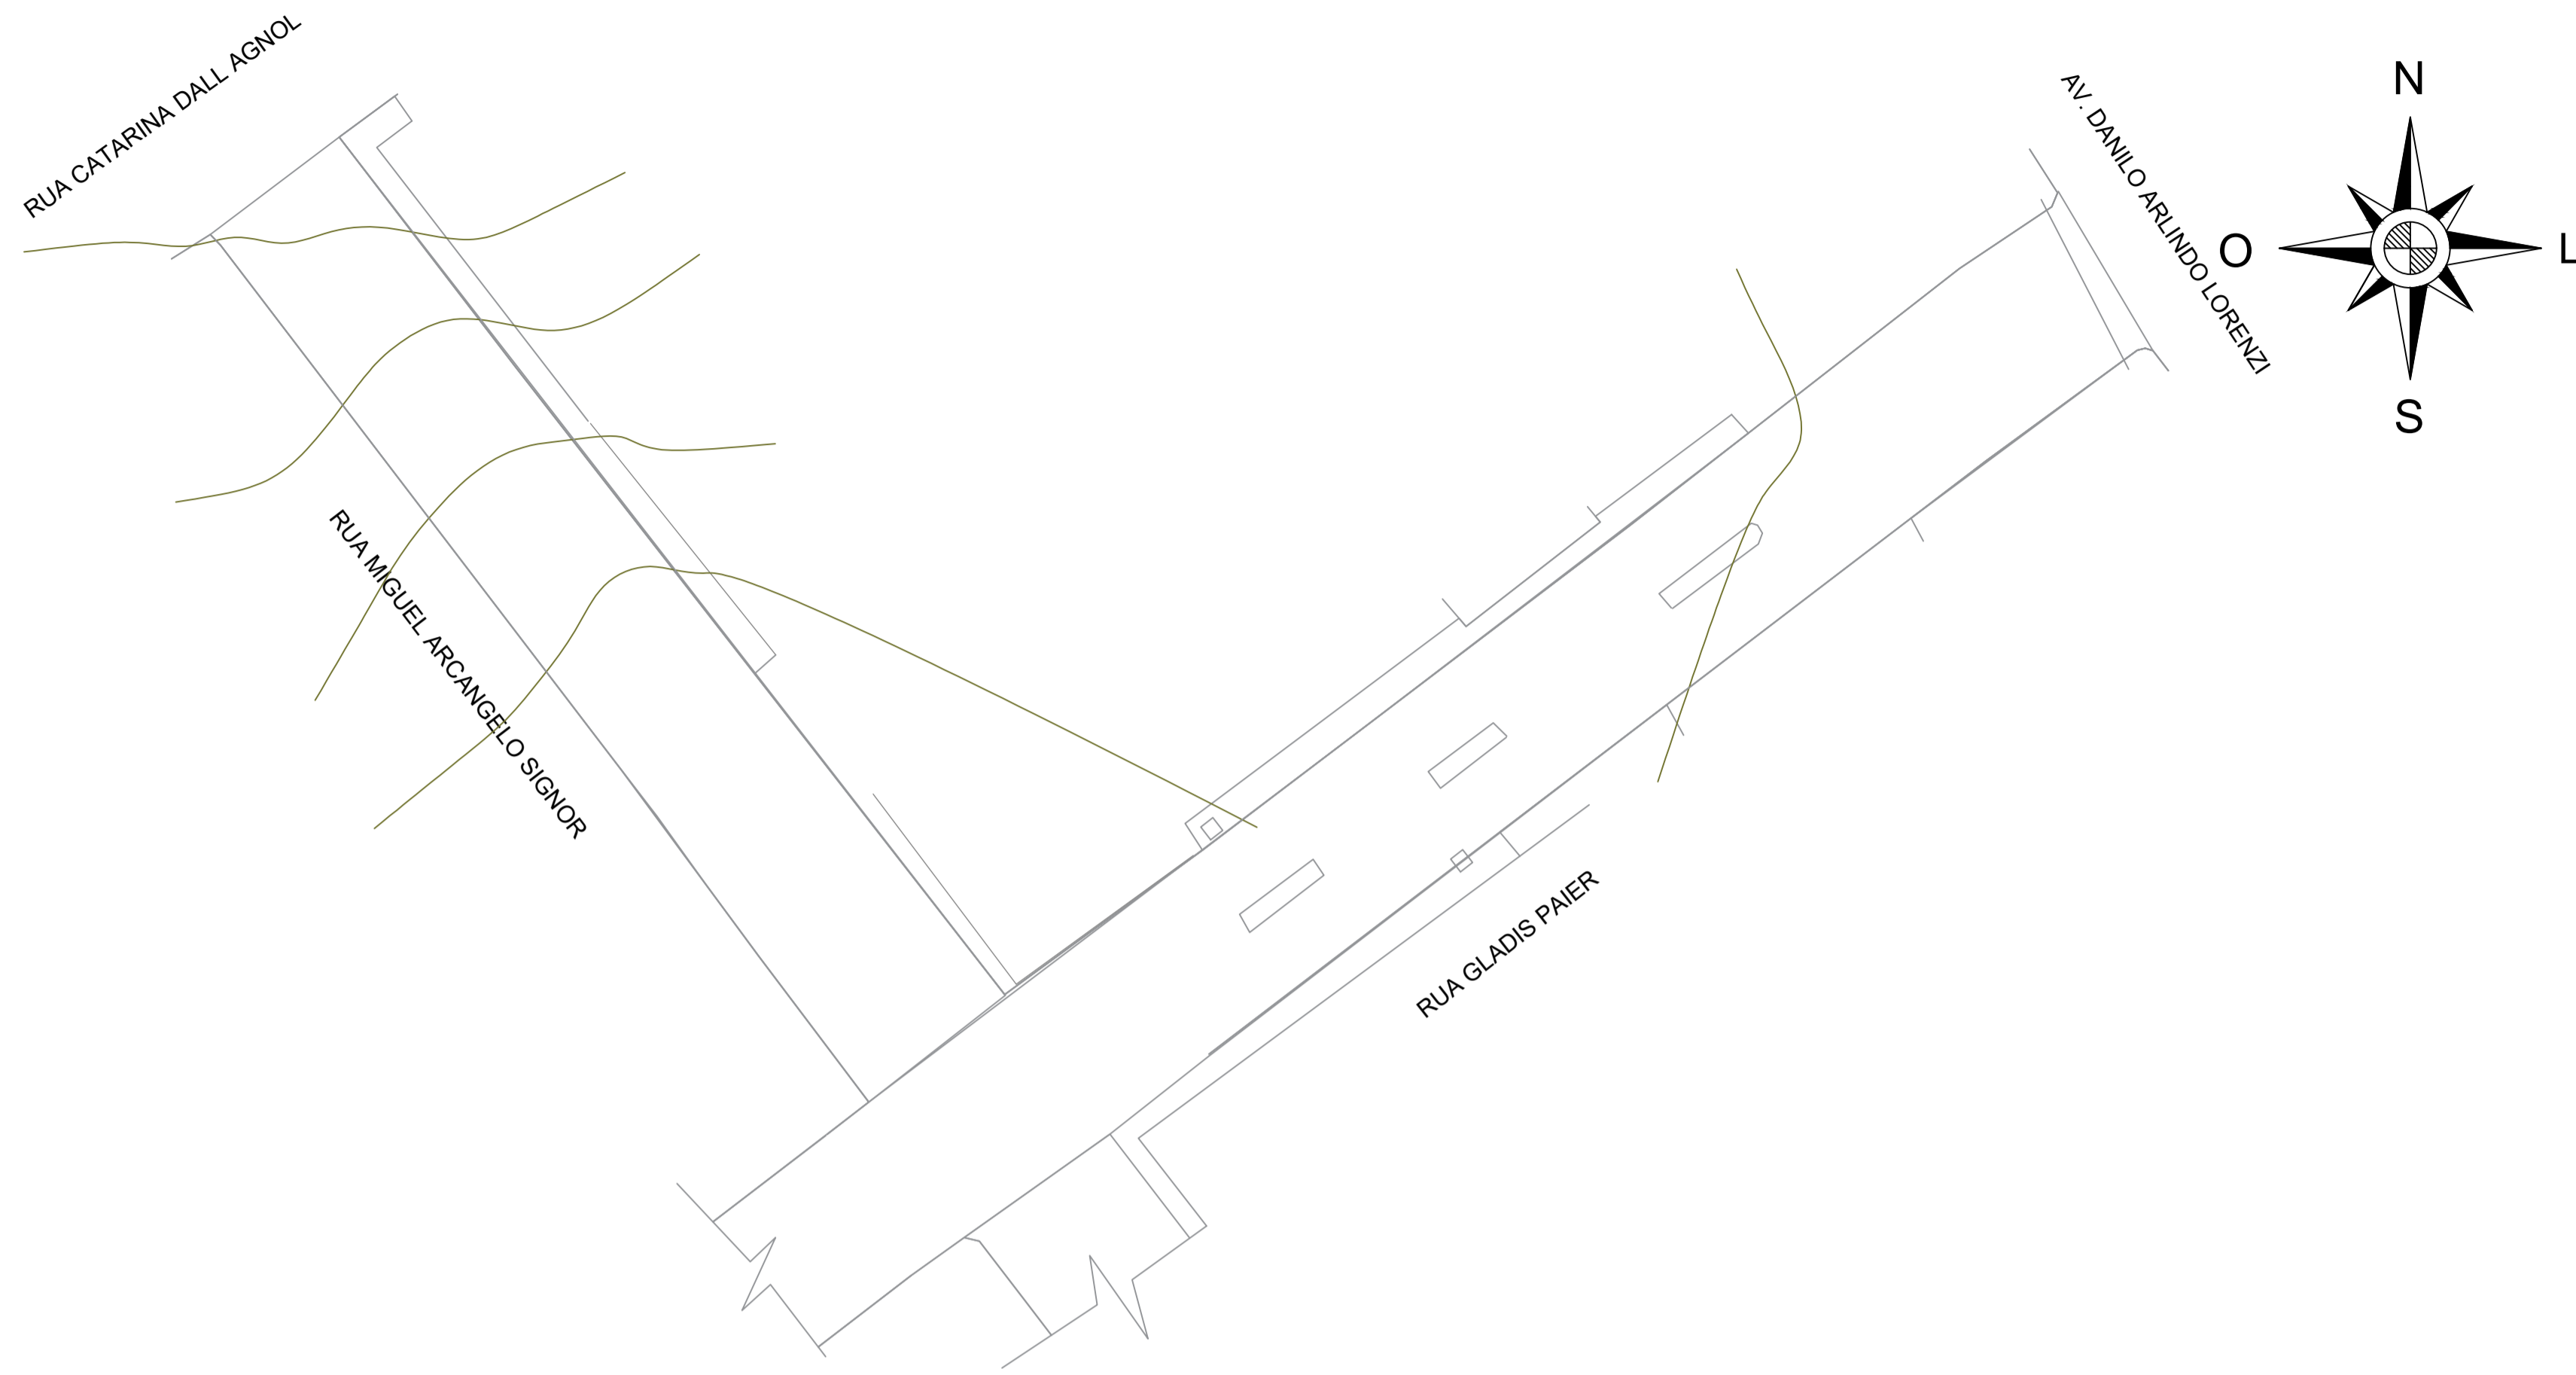 RUA CATARINA DALL AGNOL
AV. DANILO ARLINDO LORENZI
N
O
L
S
RUA MIGUEL ARCANGELO SIGNOR
RUA GLADIS PAIER